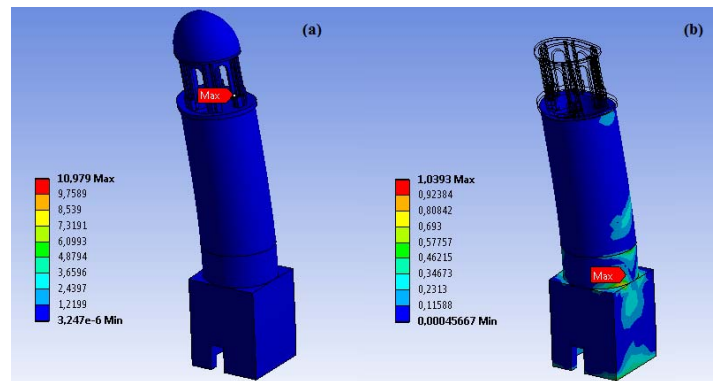 (a)
Max
10,979 Max
9,7589
8,539
7,3191
6,0993
4,8794
3,6596
2,4397
1,2199
3,247e-6 Min
(b)
1,0393 Max
0,92384
0,80842
0,693
0,57757
0,46215
0,34673
0,2313
0,11588
0,00045667 Min
Max